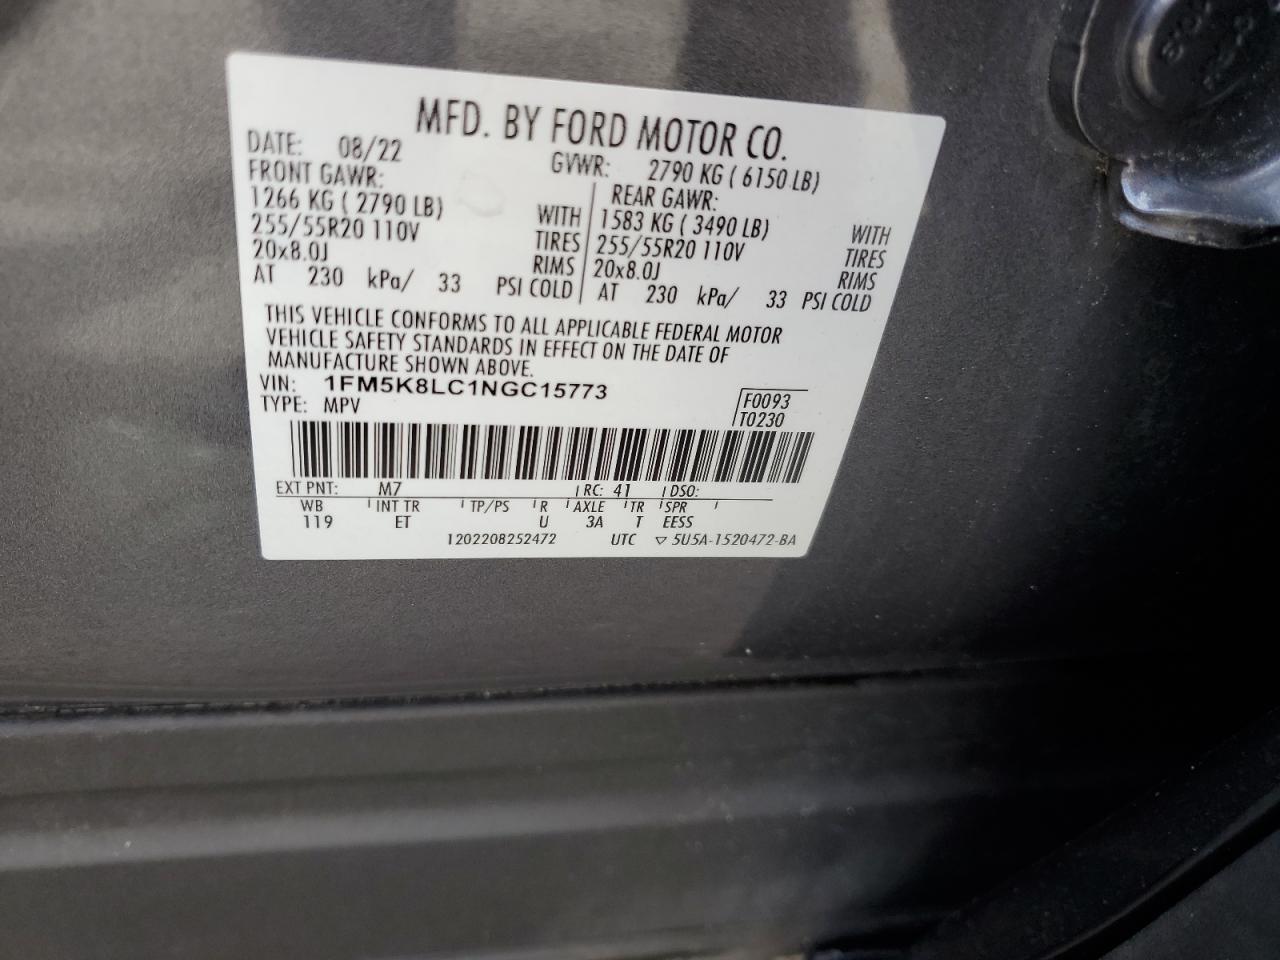 MFD. BY FORD MOTOR CO.
DATE: 08/22 GVWR: 2790 KG ( 6150 LB)
FRONT GAWR: REAR GAWR:
1266 KG ( 2790 LB) WITH 1583 KG ( 3490 LB) WITH
255/55R20 110V TIRES 255/55R20 110V TIRES
20x8.0J RIMS 20x8.0J RIMS
AT 230 kPa/ 33 PSI COLD AT 230 kPa/ 33 PSI COLD
THIS VEHICLE CONFORMS TO ALL APPLICABLE FEDERAL MOTOR
VEHICLE SAFETY STANDARDS IN EFFECT ON THE DATE OF
MANUFACTURE SHOWN ABOVE.
VIN: 1FM5K8LC1NGC15773
TYPE: MPV
F0093
T0230
EXT PNT: M7 RC: 41 DSO:
WB INT TR TP/PS R AXLE TR SPR
119 ET U 3A T EESS
1202208252472 UTC ▽ 5U5A-1520472-BA